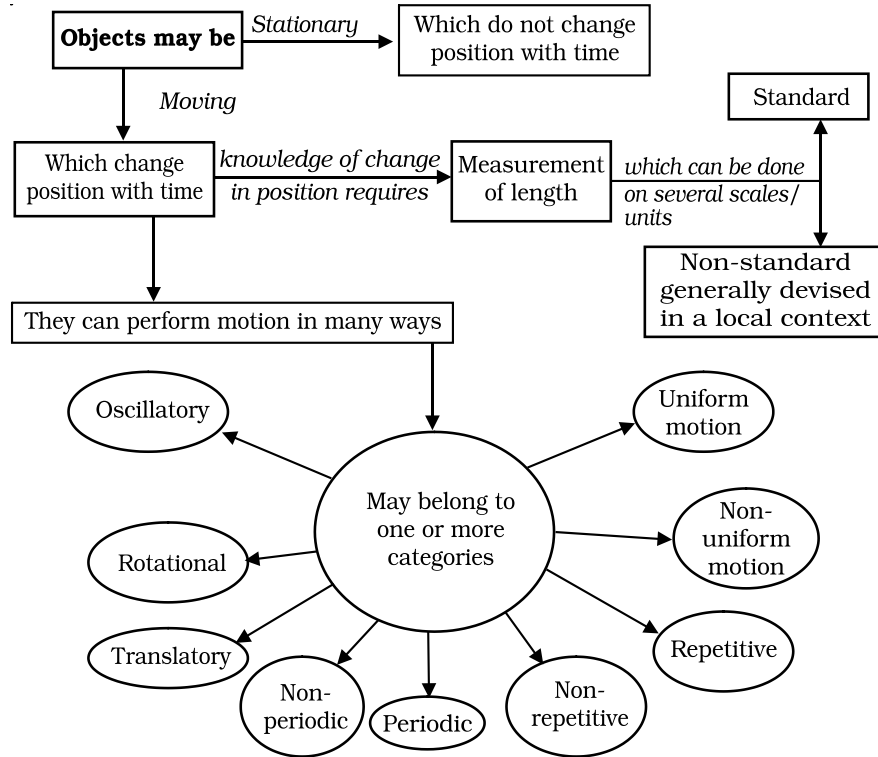 Objects may be
Stationary
Which do not change
position with time
Moving
Standard
Which change
position with time
knowledge of change
in position requires
Measurement
of length
which can be done
on several scales/
units
Non-standard
generally devised
in a local context
They can perform motion in many ways
Oscillatory
Uniform
motion
May belong to
one or more
categories
Non-
uniform
motion
Rotational
Translatory
Repetitive
Non-
periodic
Periodic
Non-
repetitive